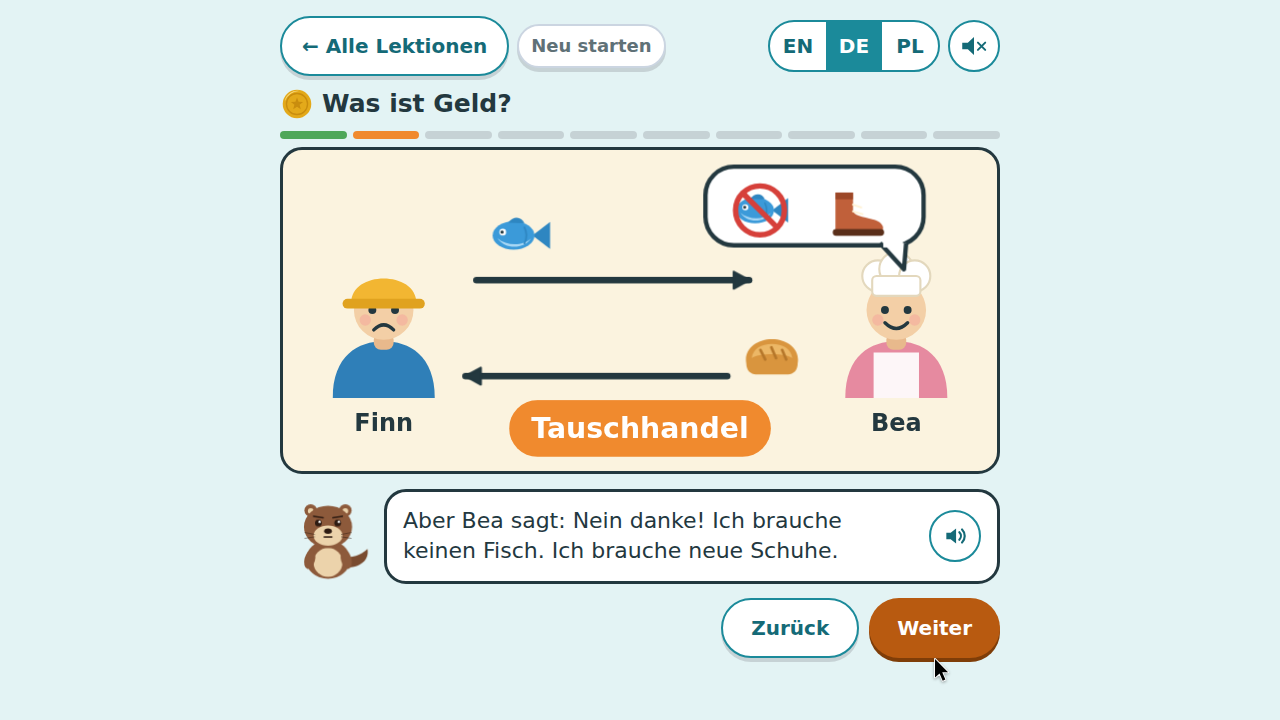 ← Alle Lektionen
Neu starten
EN DE PL
Was ist Geld?
Finn
Tauschhandel
Bea
Aber Bea sagt: Nein danke! Ich brauche
keinen Fisch. Ich brauche neue Schuhe.
Zurück
Weiter